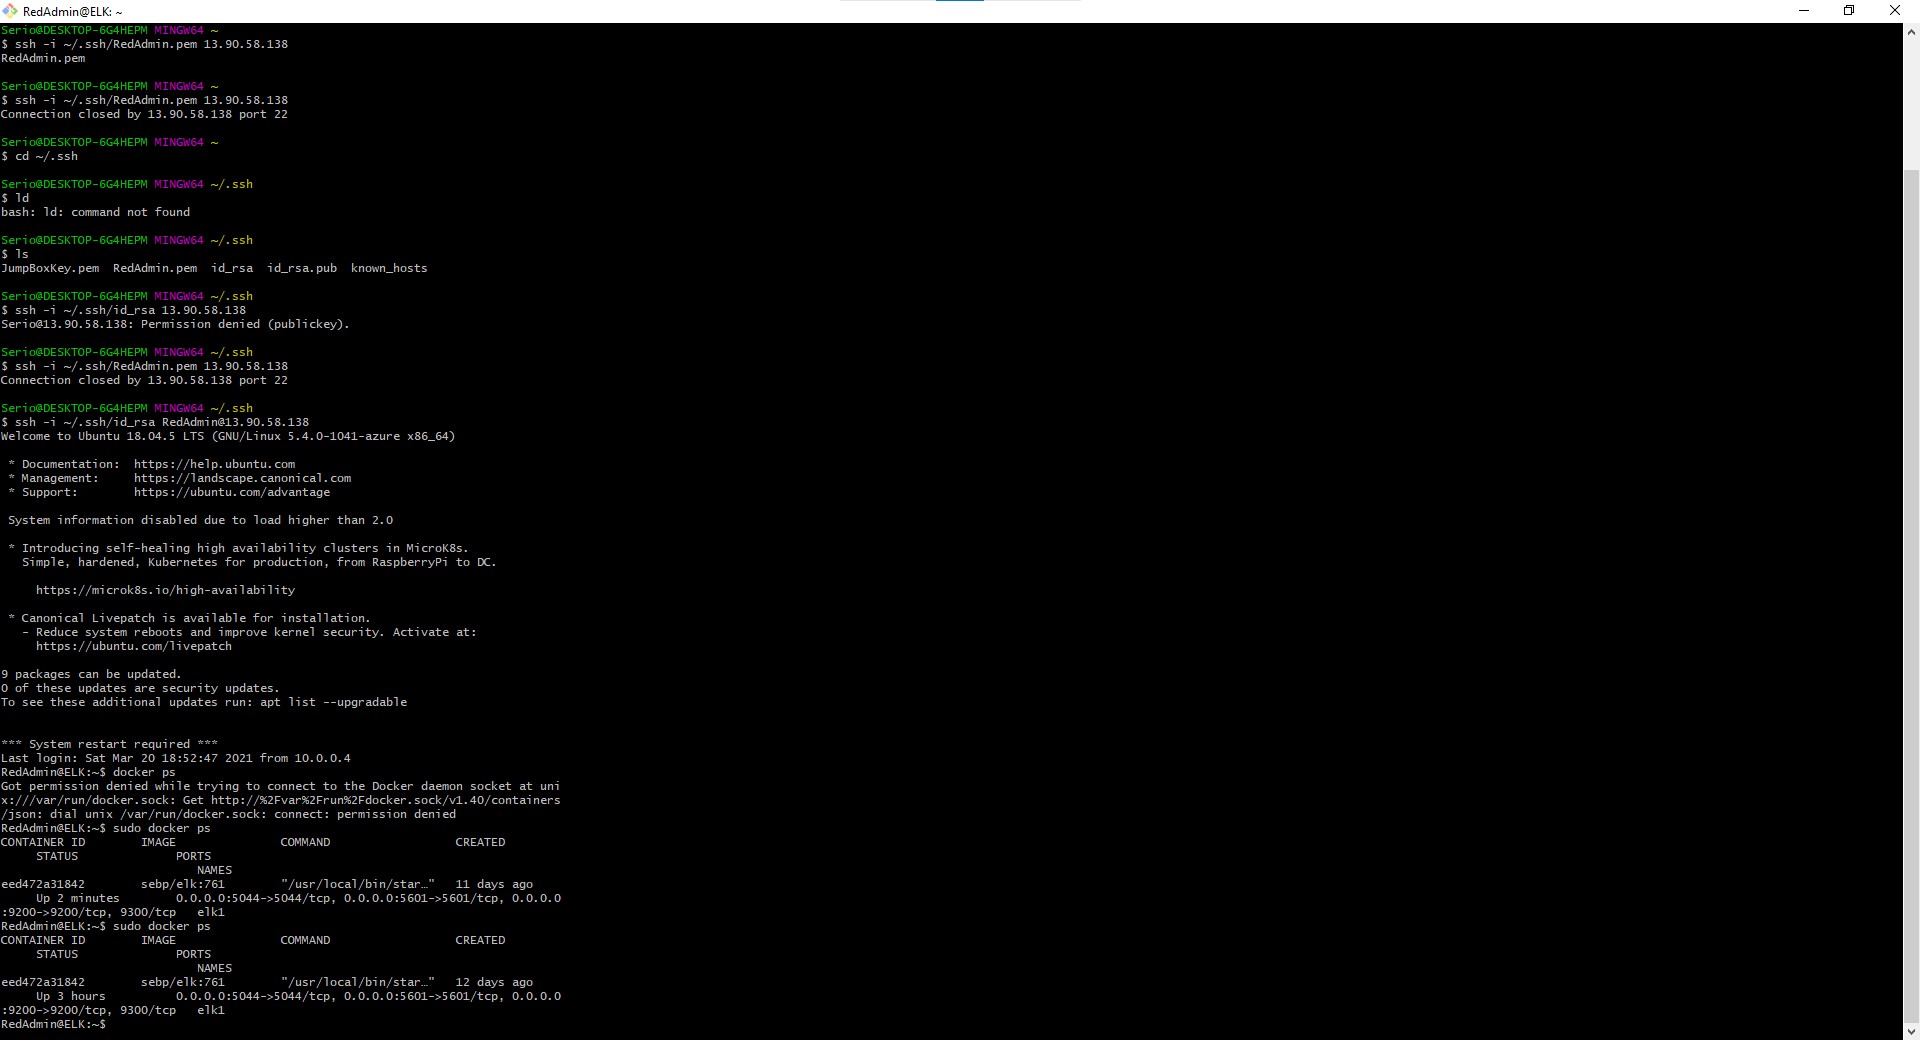 RedAdmin@ELK: ~
Serio@DESKTOP-6G4HEPM MINGW64 ~
$ ssh -i ~/.ssh/RedAdmin.pem 13.90.58.138
RedAdmin.pem
Serio@DESKTOP-6G4HEPM MINGW64 ~
$ ssh -i ~/.ssh/RedAdmin.pem 13.90.58.138
Connection closed by 13.90.58.138 port 22
Serio@DESKTOP-6G4HEPM MINGW64 ~
$ cd ~/.ssh
Serio@DESKTOP-6G4HEPM MINGW64 ~/.ssh
$ ld
bash: ld: command not found
Serio@DESKTOP-6G4HEPM MINGW64 ~/.ssh
$ ls
JumpBoxKey.pem  RedAdmin.pem  id_rsa  id_rsa.pub  known_hosts
Serio@DESKTOP-6G4HEPM MINGW64 ~/.ssh
$ ssh -i ~/.ssh/id_rsa 13.90.58.138
Serio@13.90.58.138: Permission denied (publickey).
Serio@DESKTOP-6G4HEPM MINGW64 ~/.ssh
$ ssh -i ~/.ssh/RedAdmin.pem 13.90.58.138
Connection closed by 13.90.58.138 port 22
Serio@DESKTOP-6G4HEPM MINGW64 ~/.ssh
$ ssh -i ~/.ssh/id_rsa RedAdmin@13.90.58.138
Welcome to Ubuntu 18.04.5 LTS (GNU/Linux 5.4.0-1041-azure x86_64)
* Documentation:  https://help.ubuntu.com
* Management:     https://landscape.canonical.com
* Support:        https://ubuntu.com/advantage
System information disabled due to load higher than 2.0
* Introducing self-healing high availability clusters in MicroK8s.
Simple, hardened, Kubernetes for production, from RaspberryPi to DC.
https://microk8s.io/high-availability
* Canonical Livepatch is available for installation.
- Reduce system reboots and improve kernel security. Activate at:
https://ubuntu.com/livepatch
9 packages can be updated.
0 of these updates are security updates.
To see these additional updates run: apt list --upgradable
*** System restart required ***
Last login: Sat Mar 20 18:52:47 2021 from 10.0.0.4
RedAdmin@ELK:~$ docker ps
Got permission denied while trying to connect to the Docker daemon socket at uni
x:///var/run/docker.sock: Get http://%2Fvar%2Frun%2Fdocker.sock/v1.40/containers
/json: dial unix /var/run/docker.sock: connect: permission denied
RedAdmin@ELK:~$ sudo docker ps
CONTAINER ID        IMAGE               COMMAND                  CREATED
STATUS              PORTS
NAMES
eed472a31842        sebp/elk:761        "/usr/local/bin/star…"   11 days ago
Up 2 minutes        0.0.0.0:5044->5044/tcp, 0.0.0.0:5601->5601/tcp, 0.0.0.0
:9200->9200/tcp, 9300/tcp   elk1
RedAdmin@ELK:~$ sudo docker ps
CONTAINER ID        IMAGE               COMMAND                  CREATED
STATUS              PORTS
NAMES
eed472a31842        sebp/elk:761        "/usr/local/bin/star…"   12 days ago
Up 3 hours          0.0.0.0:5044->5044/tcp, 0.0.0.0:5601->5601/tcp, 0.0.0.0
:9200->9200/tcp, 9300/tcp   elk1
RedAdmin@ELK:~$